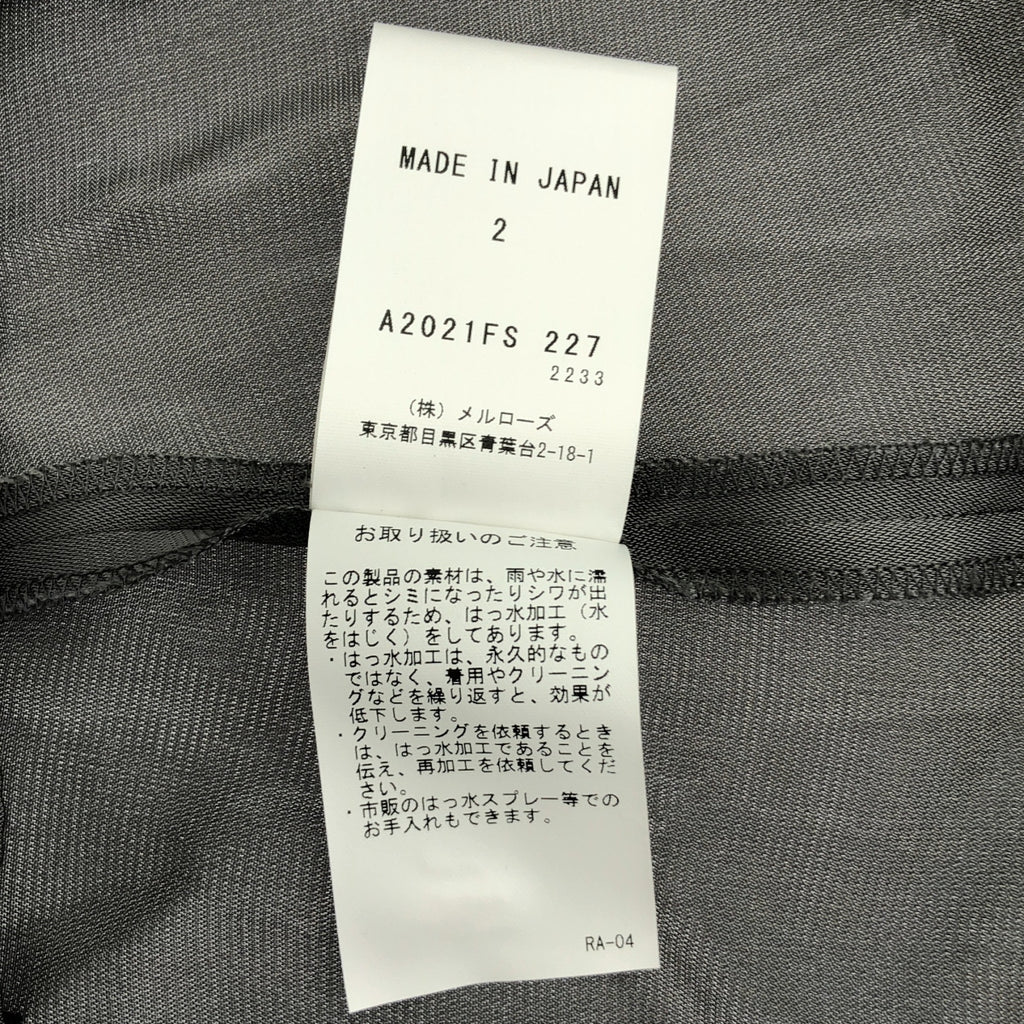 MADE IN JAPAN
2
A2021FS 227
2233
(株) メルローズ
東京都目黒区青葉台2-18-1
お取り扱いのご注意
この製品の素材は、雨や水に濡
れるとシミになったりシワが出
たりするため、はっ水加工(水
をはじく)をしてあります。
・はっ水加工は、永久的なもの
ではなく、着用やクリーニン
グなどを繰り返すと、効果が
低下します。
・クリーニングを依頼するとき
は、はっ水加工であることを
伝え、再加工を依頼してくだ
さい。
・市販のはっ水スプレー等での
お手入れもできます。
RA-04